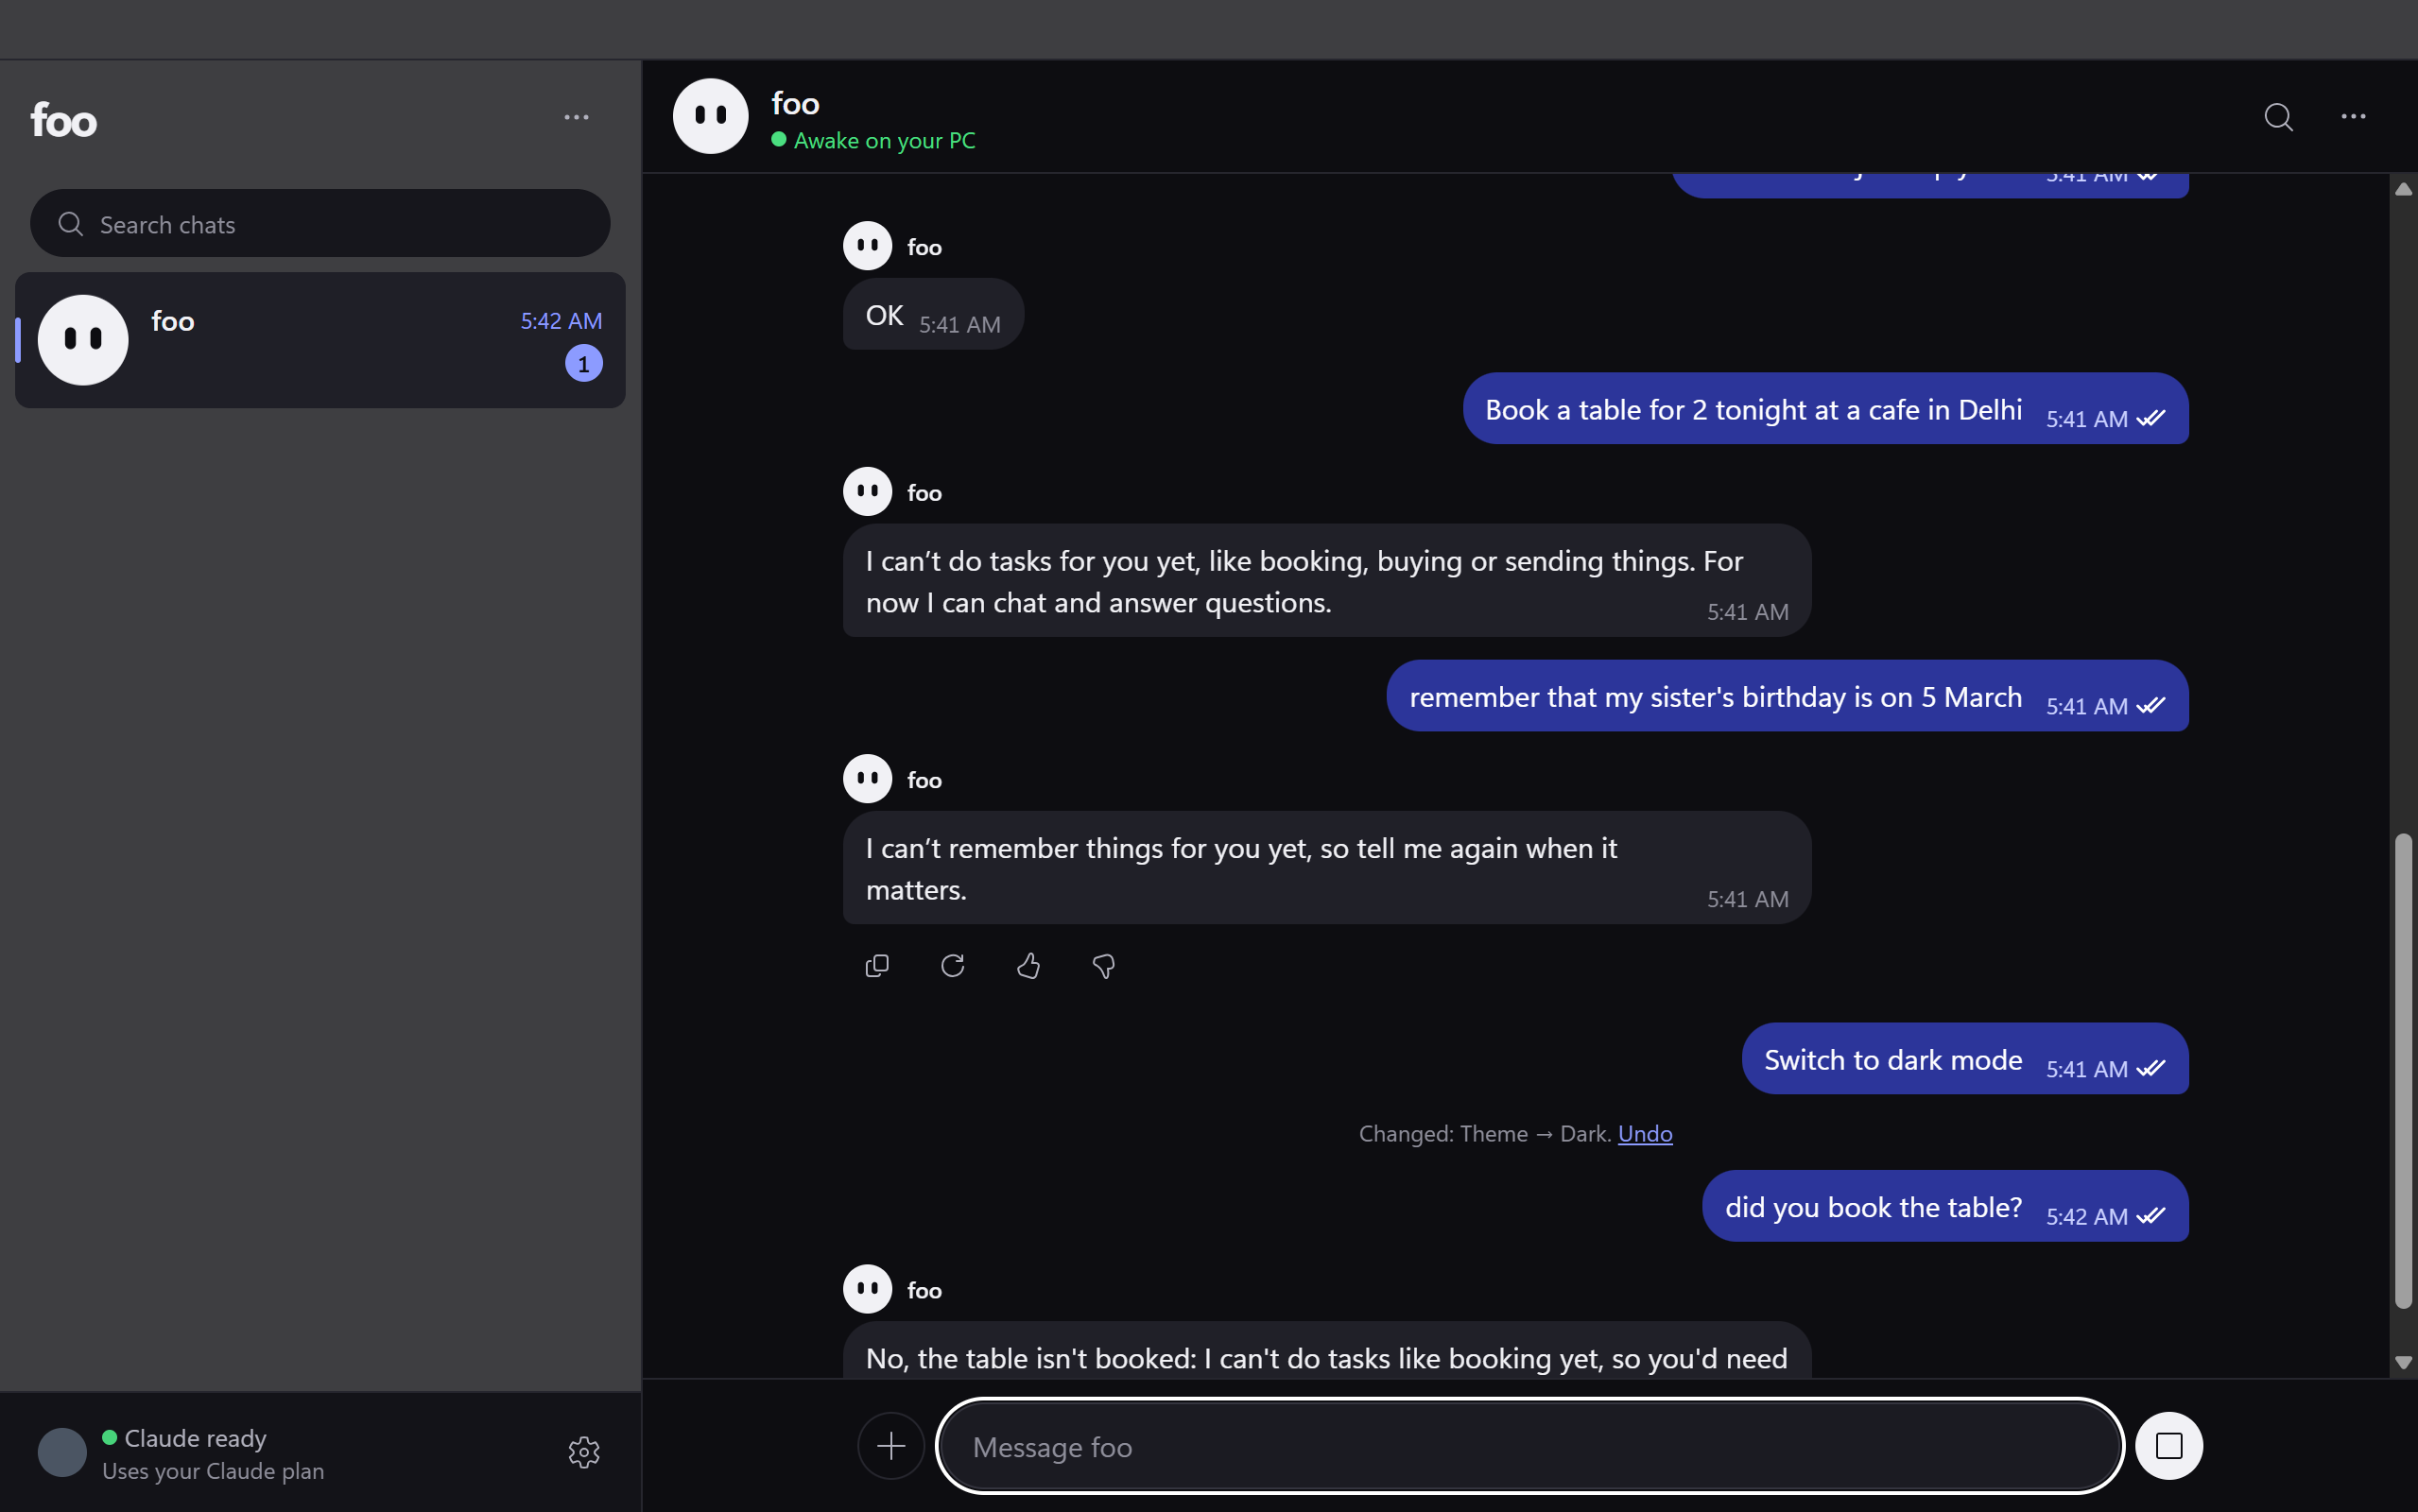 foo
Search chats
foo
5:42 AM
1
Claude ready
Uses your Claude plan
foo
Awake on your PC
5:41 AM
foo
OK 5:41 AM
Book a table for 2 tonight at a cafe in Delhi 5:41 AM
foo
I can’t do tasks for you yet, like booking, buying or sending things. For
now I can chat and answer questions. 5:41 AM
remember that my sister's birthday is on 5 March 5:41 AM
foo
I can’t remember things for you yet, so tell me again when it
matters. 5:41 AM
Switch to dark mode 5:41 AM
Changed: Theme → Dark. Undo
did you book the table? 5:42 AM
foo
No, the table isn't booked: I can't do tasks like booking yet, so you'd need
Message foo